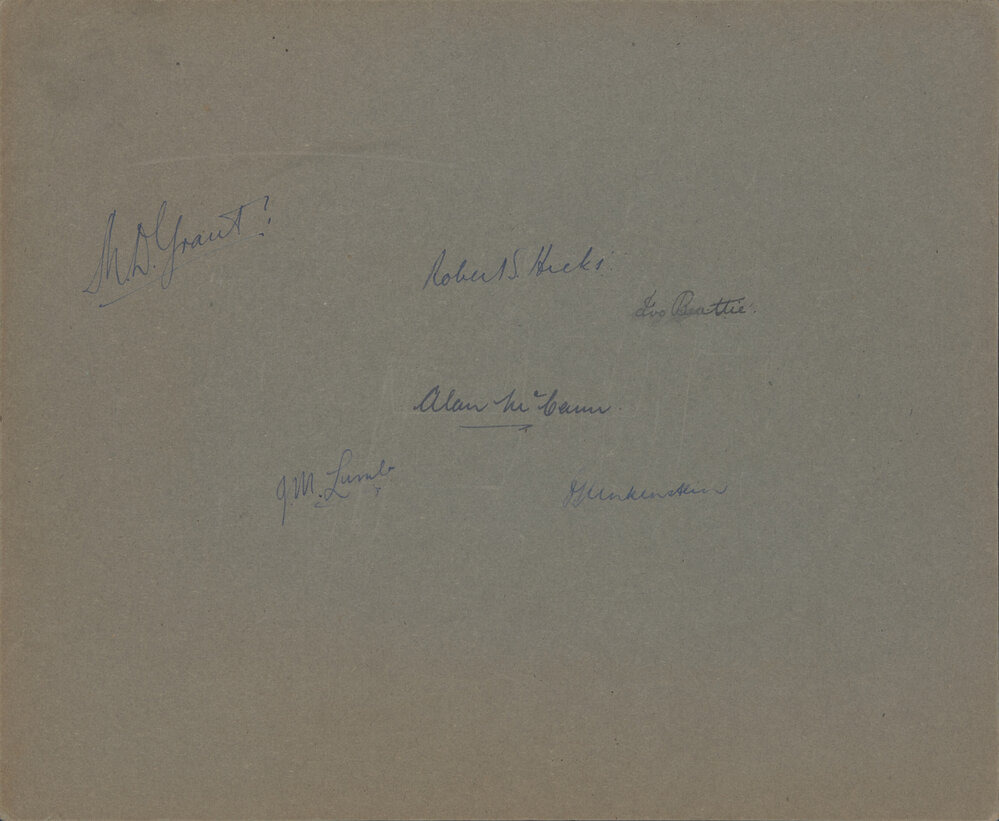 M.D. Grant!
Robert S. Hicks.
Ivo Beattie.
Alan McCann.
J.M. Lumb